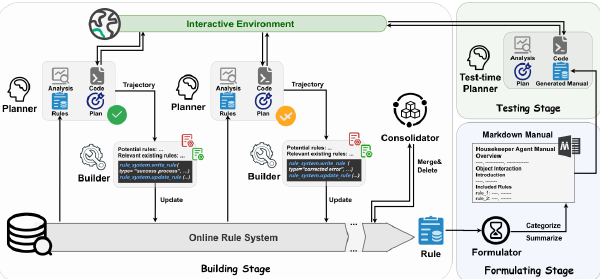 Interactive Environment
Planner
Analysis
Code
Rules
Plan
Trajectory
Builder
Potential rules: ...
Relevant existing rules: ...
rule_system.write_rule (
type="success process", ...)
rule_system.update_rule (...)
Update
Planner
Analysis
Code
Rules
Plan
Trajectory
Builder
Potential rules: ...
Relevant existing rules: ...
rule_system.write_rule (
type="corrected error", ...)
rule_system.update_rule (...)
Update
Consolidator
Merge&
Delete
Online Rule System
...
...
Building Stage
Rule
Test-time
Planner
Analysis
Code
Plan
Generated Manual
Testing Stage
Markdown Manual
Housekeeper Agent Manual
Overview
Object Interaction
Introduction
Included Rules
rule_1: ----
rule_2: ----
Formulator
Categorize
Summarize
Formulating Stage